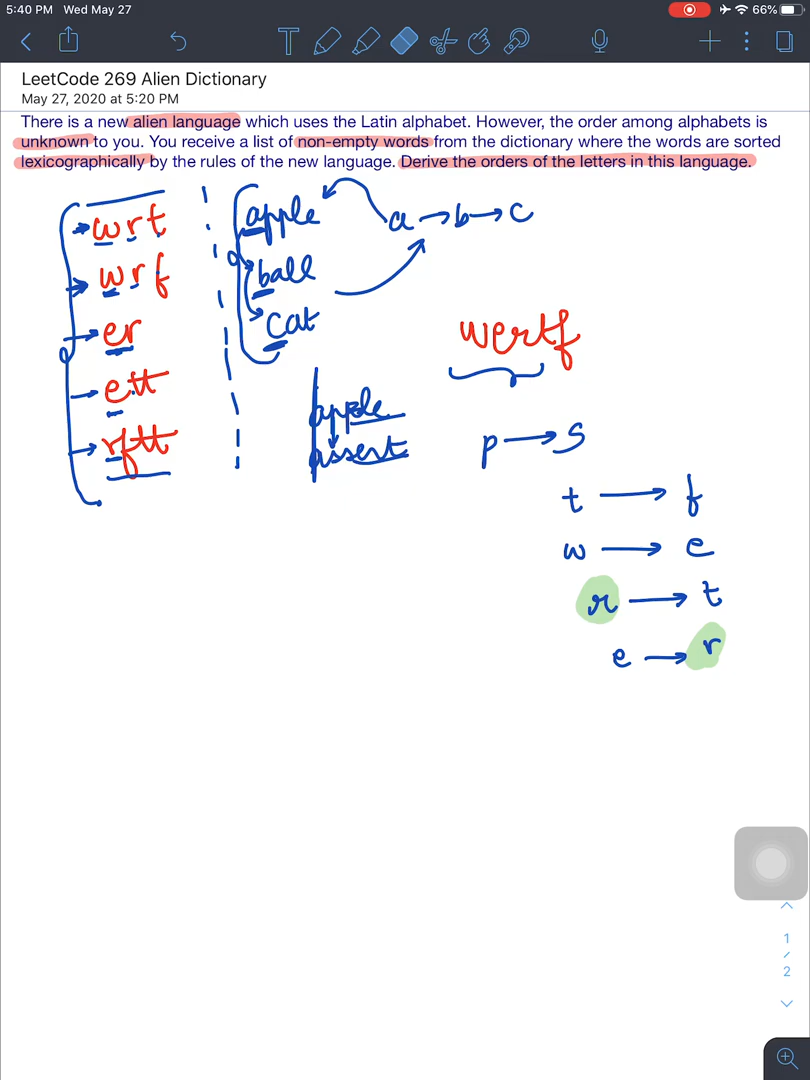 5:40 PM Wed May 27
66%
T
LeetCode 269 Alien Dictionary
May 27, 2020 at 5:20 PM
There is a new alien language which uses the Latin alphabet. However, the order among alphabets is
unknown to you. You receive a list of non-empty words from the dictionary where the words are sorted
lexicographically by the rules of the new language. Derive the orders of the letters in this language.
wrt
wrf
er
ett
rftt
apple
ball
cat
a → b → c
wertf
apple
assert
p → s
t → f
w → e
r → t
e → r
1
/
2